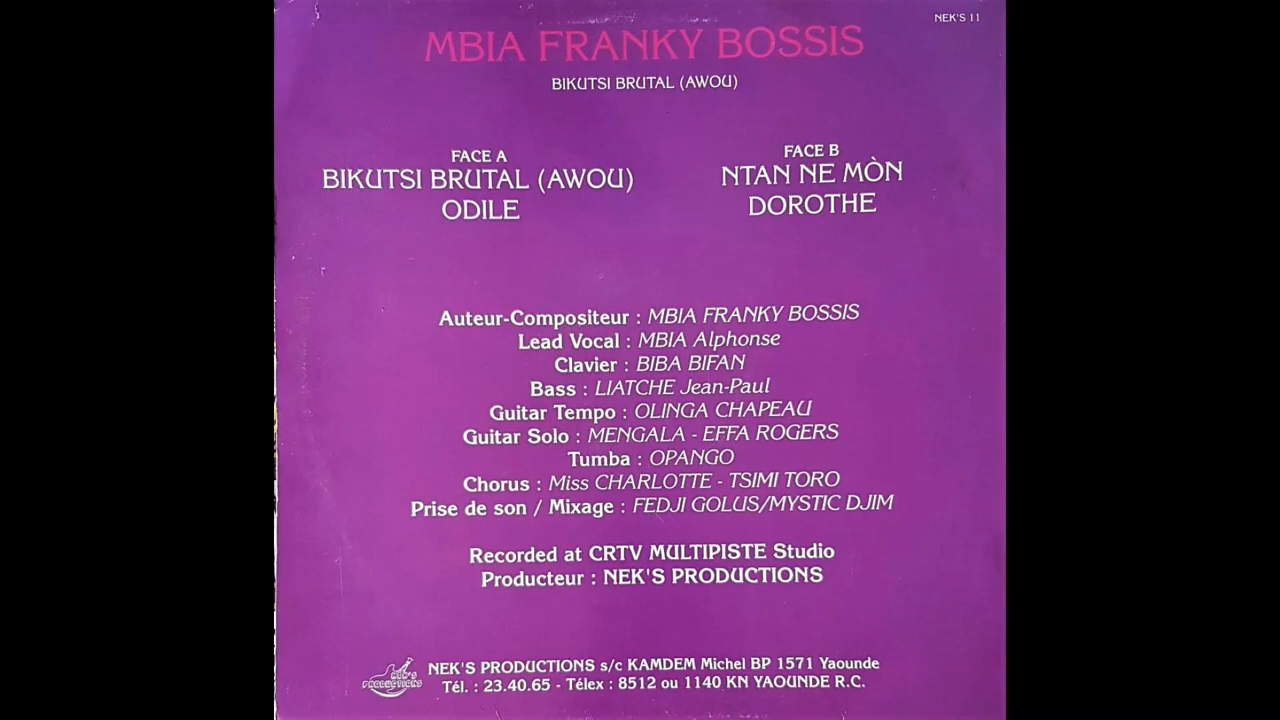 NEK'S 11
MBIA FRANKY BOSSIS
BIKUTSI BRUTAL (AWOU)
FACE A
BIKUTSI BRUTAL (AWOU)
ODILE
FACE B
NTAN NE MÒN
DOROTHE
Auteur-Compositeur : MBIA FRANKY BOSSIS
Lead Vocal : MBIA Alphonse
Clavier : BIBA BIFAN
Bass : LIATCHE Jean-Paul
Guitar Tempo : OLINGA CHAPEAU
Guitar Solo : MENGALA - EFFA ROGERS
Tumba : OPANGO
Chorus : Miss CHARLOTTE - TSIMI TORO
Prise de son / Mixage : FEDJI GOLUS/MYSTIC DJIM
Recorded at CRTV MULTIPISTE Studio
Producteur : NEK'S PRODUCTIONS
NEK'S
PRODUCTIONS
NEK'S PRODUCTIONS s/c KAMDEM Michel BP 1571 Yaounde
Tél. : 23.40.65 - Télex : 8512 ou 1140 KN YAOUNDE R.C.